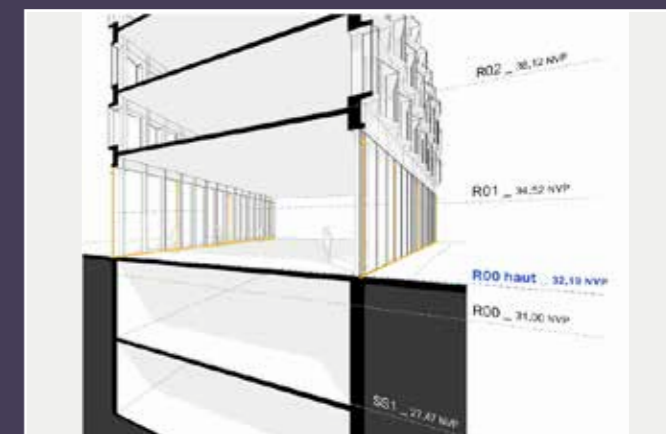 R02 _ 38,12 NVP
R01 _ 34,52 NVP
R00 haut _ 32,19 NVP
R00 _ 31,00 NVP
SS1 _ 27,47 NVP